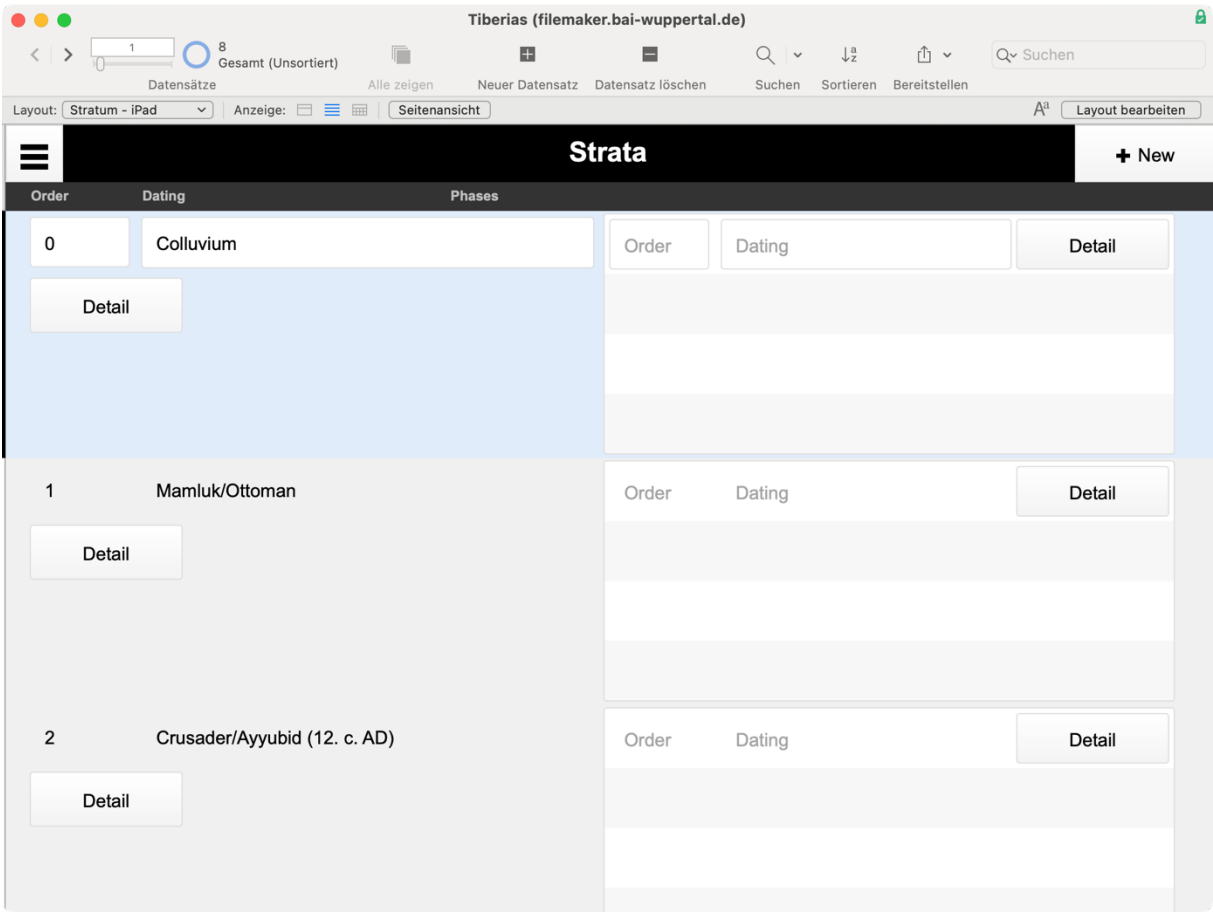 Tiberias (filemaker.bai-wuppertal.de)
1
8
Gesamt (Unsortiert)
Datensätze
Alle zeigen
Neuer Datensatz
Datensatz löschen
Suchen
Sortieren
Bereitstellen
Suchen
Layout: Stratum - iPad Anzeige: Seitenansicht Aa Layout bearbeiten
Strata
+ New
Order Dating Phases
0 Colluvium Order Dating Detail
Detail
1 Mamluk/Ottoman Order Dating Detail
Detail
2 Crusader/Ayyubid (12. c. AD) Order Dating Detail
Detail